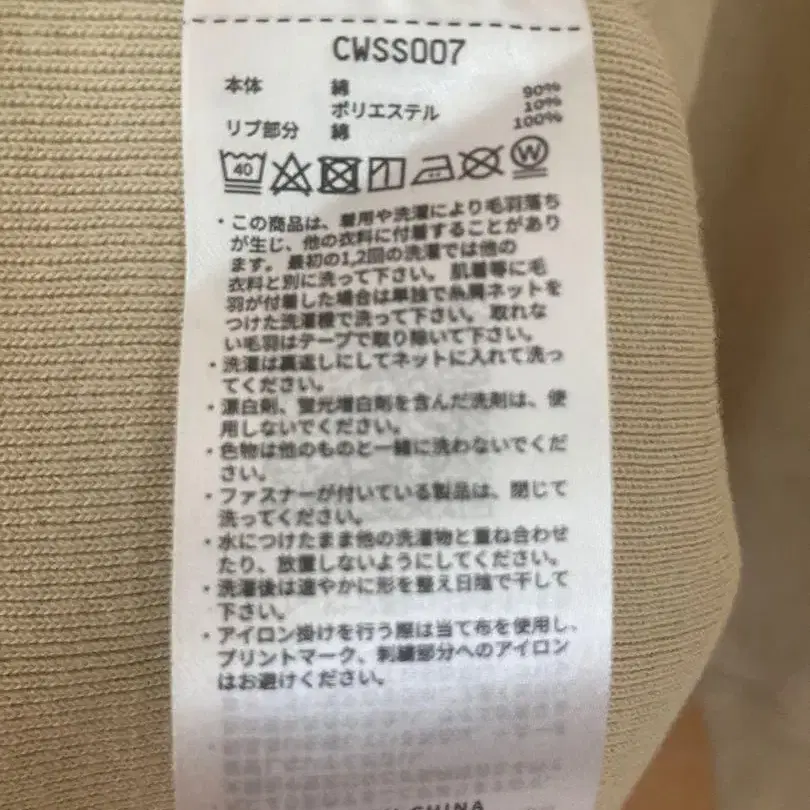 CWSS007
本体 綿 90%
ポリエステル 10%
リブ部分 綿 100%
40
W
・この商品は、着用や洗濯により毛羽落ち
が生じ、他の衣料に付着することがあり
ます。 最初の1,2回の洗濯では他の
衣料と別に洗って下さい。 肌着等に毛
羽が付着した場合は単独で糸屑ネットを
つけた洗濯機で洗って下さい。 取れな
い毛羽はテープで取り除いて下さい。
・洗濯は裏返しにしてネットに入れて洗っ
てください。
・漂白剤、蛍光増白剤を含んだ洗剤は、使
用しないでください。
・色物は他のものと一緒に洗わないでくだ
さい。
・ファスナーが付いている製品は、閉じて
洗ってください。
・水につけたまま他の洗濯物と重ね合わせ
たり、放置しないようにしてください。
・洗濯後は速やかに形を整え日陰で干して
下さい。
・アイロン掛けを行う際は当て布を使用し、
プリントマーク、刺繍部分へのアイロン
はお避けください。
CHINA